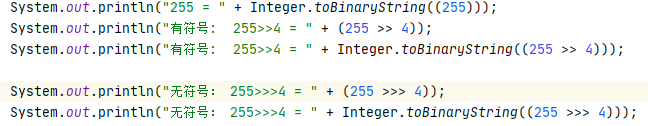 System.out.println("255 = " + Integer.toBinaryString((255)));
System.out.println("有符号: 255>>4 = " + (255 >> 4));
System.out.println("有符号: 255>>4 = " + Integer.toBinaryString((255 >> 4)));
System.out.println("无符号: 255>>>4 = " + (255 >>> 4));
System.out.println("无符号: 255>>>4 = " + Integer.toBinaryString((255 >>> 4)));